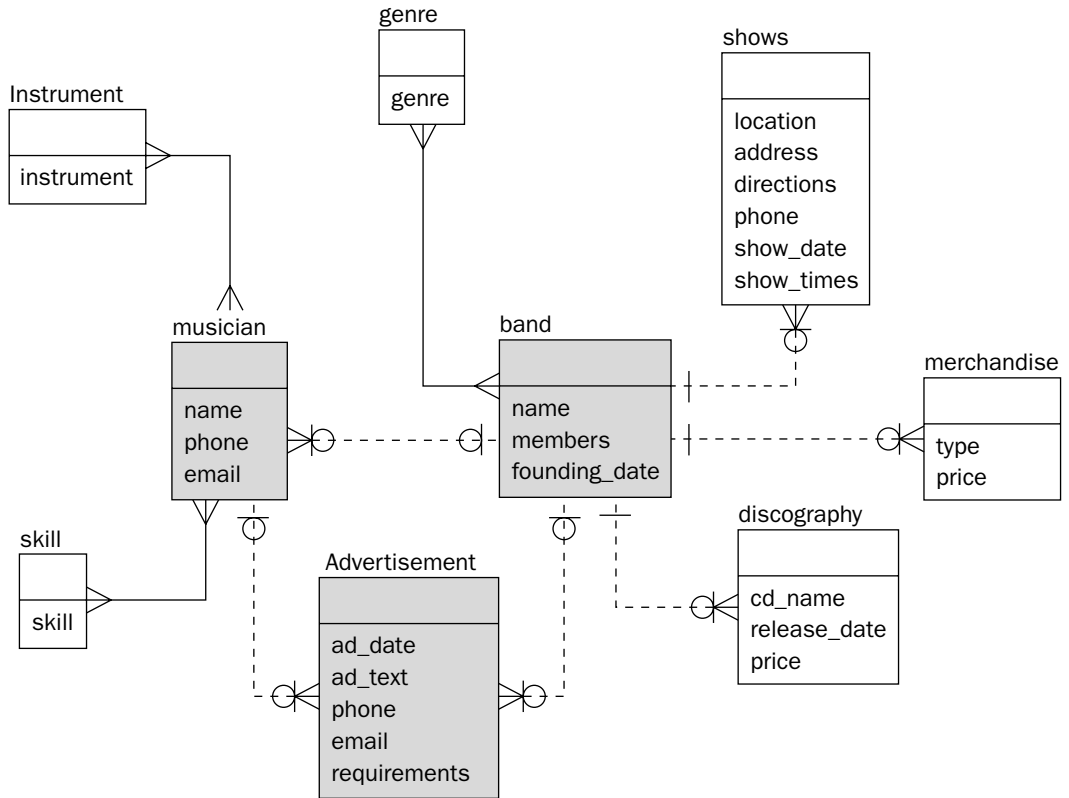 genre
genre
shows
location
address
directions
phone
show_date
show_times
Instrument
instrument
musician
name
phone
email
band
name
members
founding_date
merchandise
type
price
skill
skill
Advertisement
ad_date
ad_text
phone
email
requirements
discography
cd_name
release_date
price